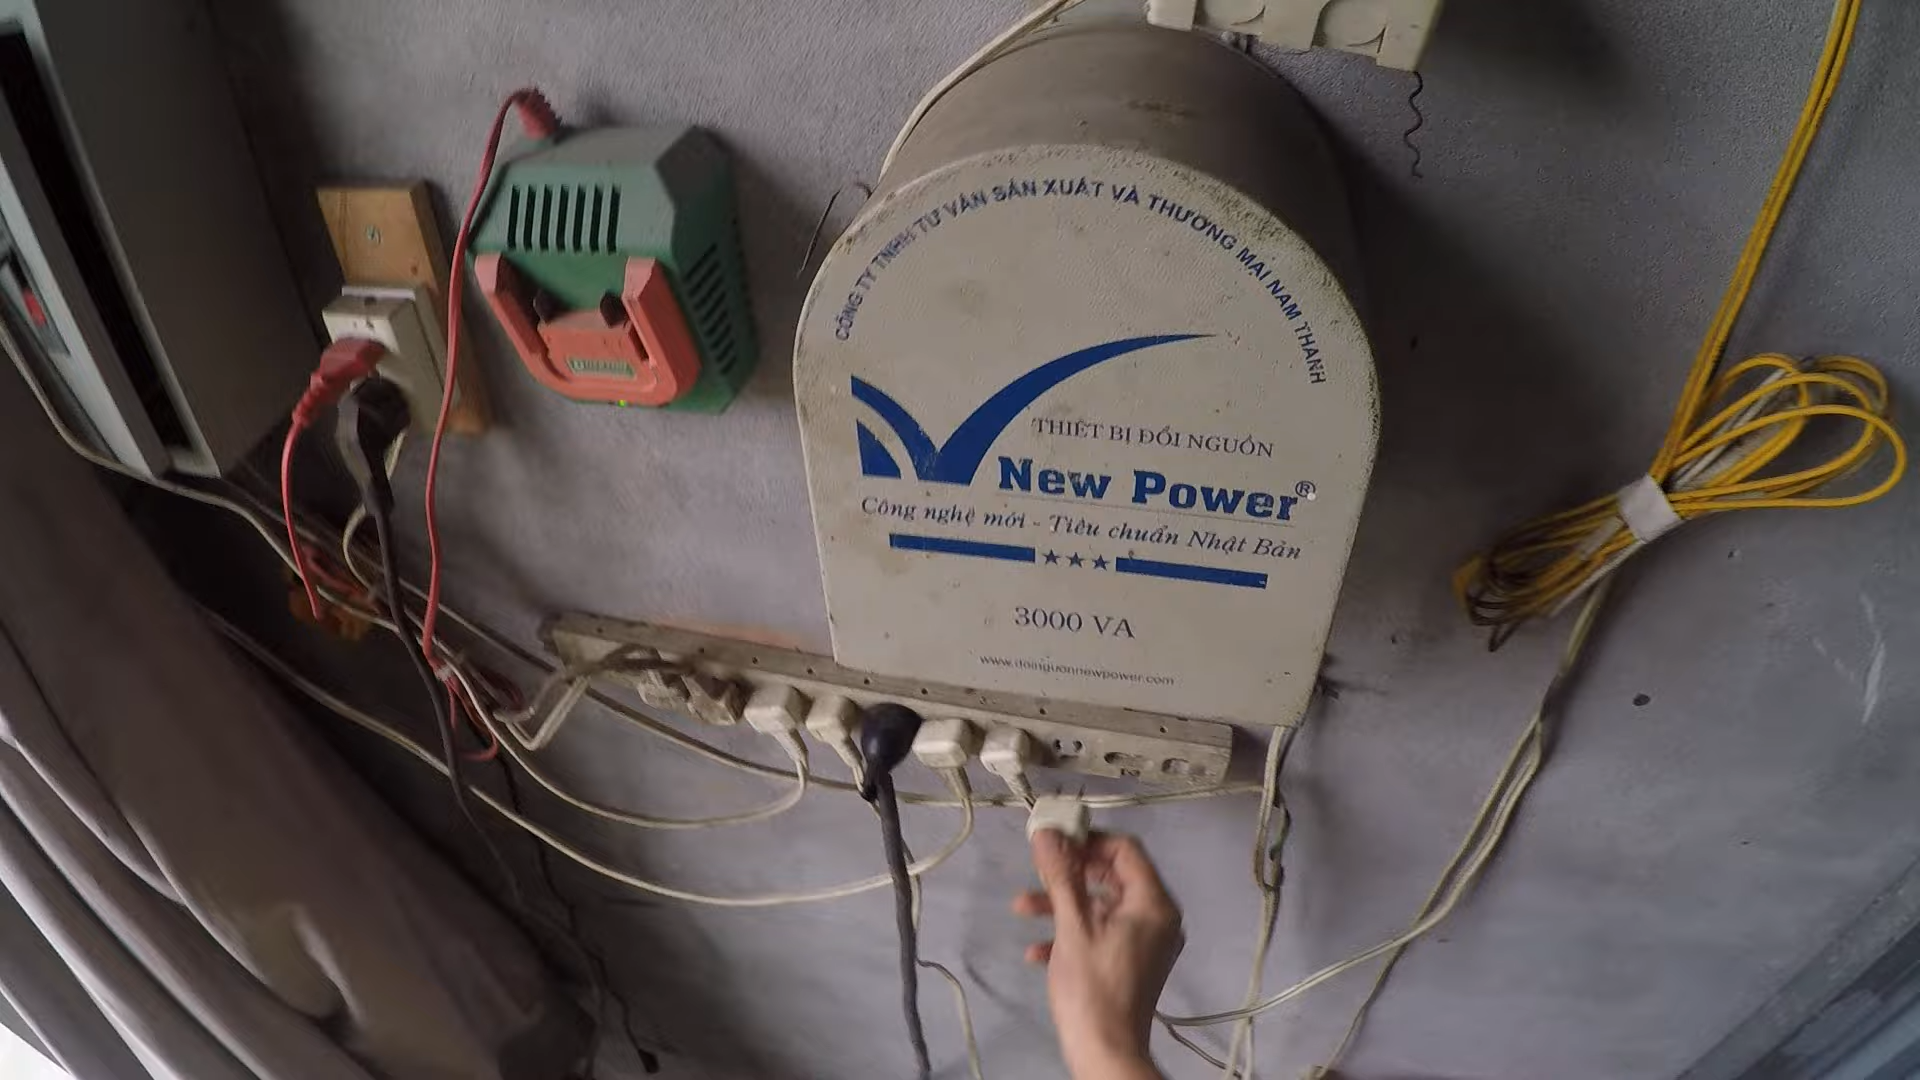 CÔNG TY TNHH TƯ VẤN SẢN XUẤT VÀ THƯƠNG MẠI NAM THANH
THIẾT BỊ ĐỔI NGUỒN
New Power®
Công nghệ mới - Tiêu chuẩn Nhật Bản
3000 VA
www.doinguonnewpower.com